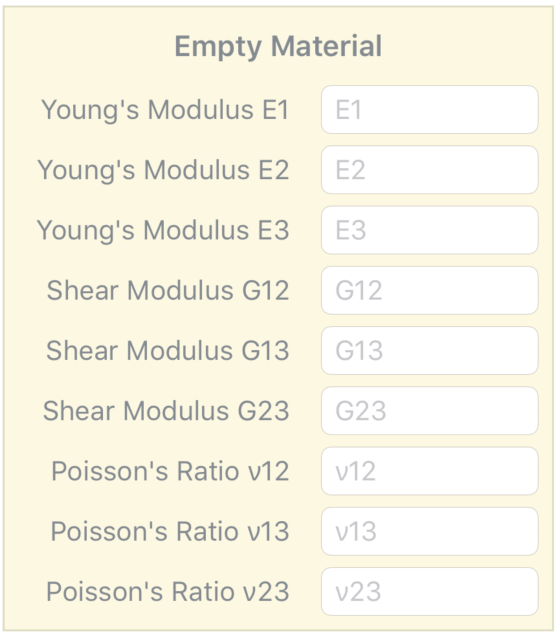 Empty Material
Young's Modulus E1 E1
Young's Modulus E2 E2
Young's Modulus E3 E3
Shear Modulus G12 G12
Shear Modulus G13 G13
Shear Modulus G23 G23
Poisson's Ratio ν12 ν12
Poisson's Ratio ν13 ν13
Poisson's Ratio ν23 ν23